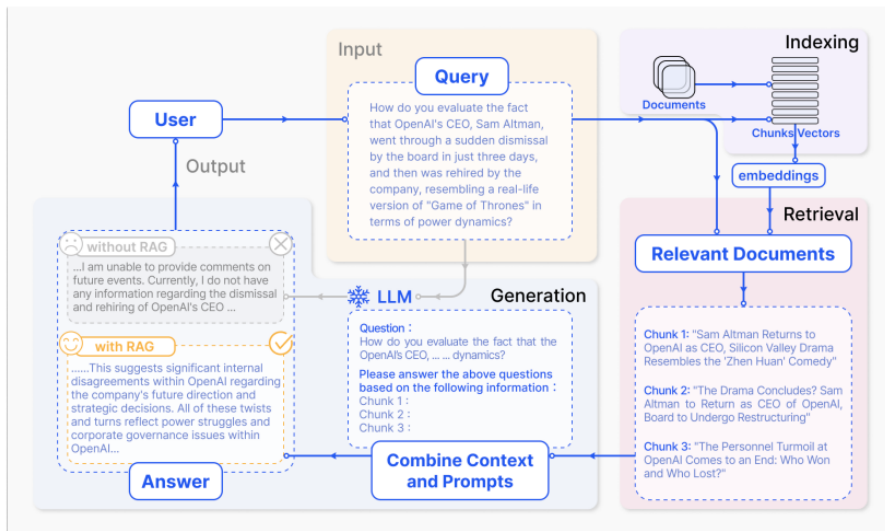 Input
Query
How do you evaluate the fact
that OpenAI's CEO, Sam Altman,
went through a sudden dismissal
by the board in just three days,
and then was rehired by the
company, resembling a real-life
version of "Game of Thrones" in
terms of power dynamics?
Indexing
Documents
Chunks Vectors
embeddings
User
Output
Retrieval
Relevant Documents
Chunk 1: "Sam Altman Returns to
OpenAI as CEO, Silicon Valley Drama
Resembles the 'Zhen Huan' Comedy"
Chunk 2: "The Drama Concludes? Sam
Altman to Return as CEO of OpenAI,
Board to Undergo Restructuring"
Chunk 3: "The Personnel Turmoil at
OpenAI Comes to an End: Who Won
and Who Lost?"
Generation
LLM
Question :
How do you evaluate the fact that the
OpenAI's CEO, ... ... dynamics?
Please answer the above questions
based on the following information :
Chunk 1 :
Chunk 2 :
Chunk 3 :
Combine Context
and Prompts
without RAG
...I am unable to provide comments on
future events. Currently, I do not have
any information regarding the dismissal
and rehiring of OpenAI's CEO ...
with RAG
......This suggests significant internal
disagreements within OpenAI regarding
the company's future direction and
strategic decisions. All of these twists
and turns reflect power struggles and
corporate governance issues within
OpenAI...
Answer